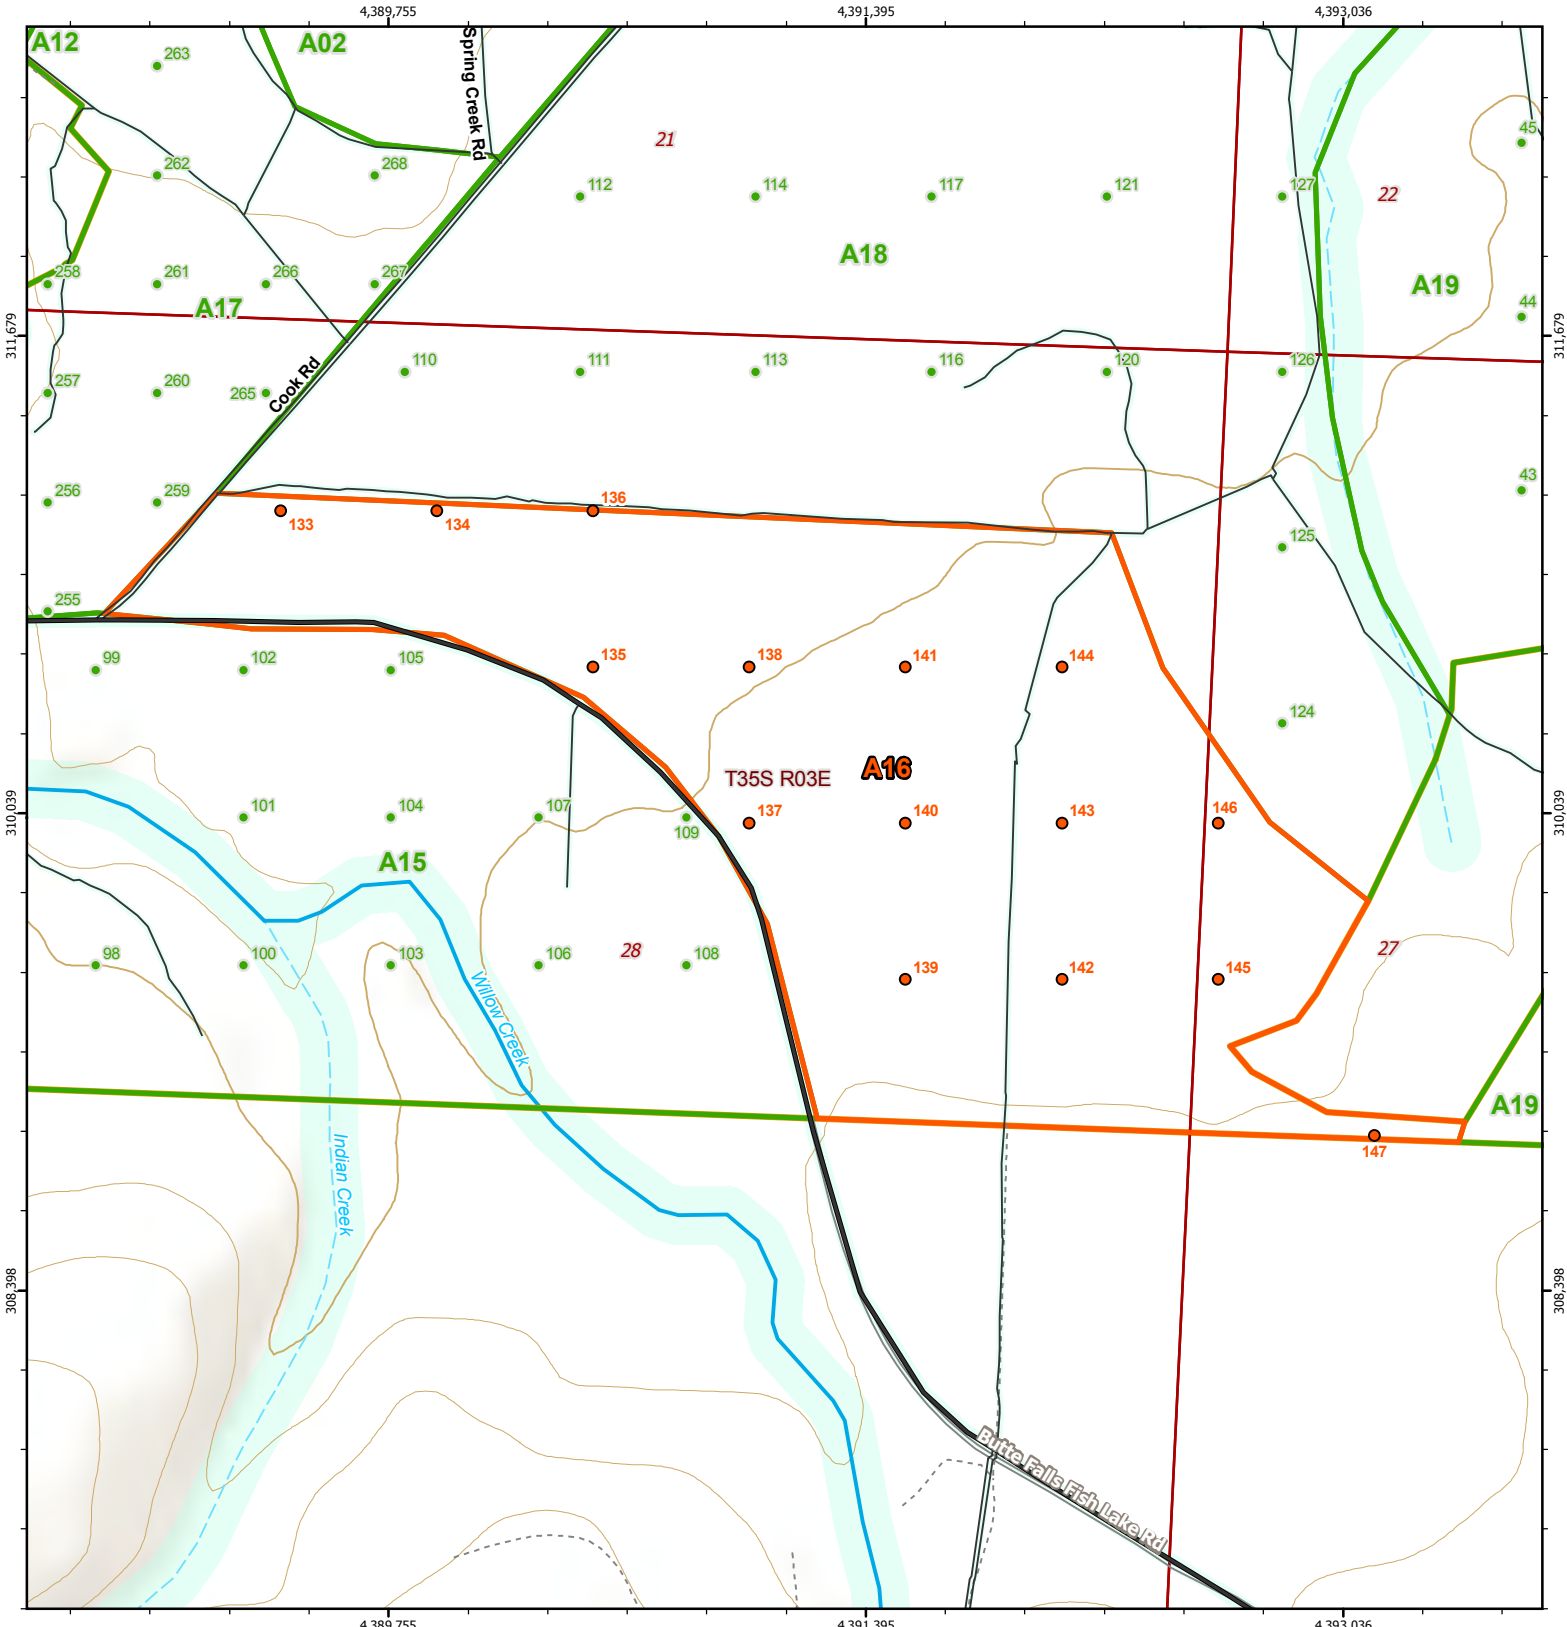 4,389,755 4,391,395 4,393,036
A12 A02 263
Spring Creek Rd
21 45
262 268 112 114 117 121 127 22
A18
258 261 266 267 A19
A17 44
311,679 311,679
110 111 113 116 120 126
257 260 265 Cook Rd
256 259 136 43
133 134
125
255
99 102 105 135 138 141 144
124
T35S R03E A16
310,039 101 104 107 109 137 140 143 146 310,039
A15
98 100 103 106 28 108 27
139 142 145
Willow Creek
A19
Indian Creek
147
308,398 308,398
Butte Falls Fish Lake Rd
4,389,755 4,391,395 4,393,036